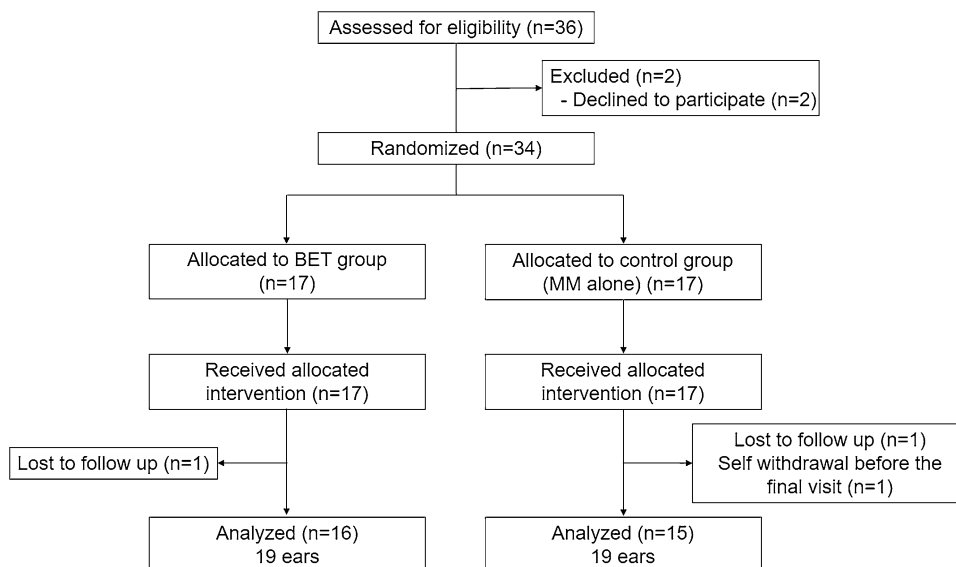 Assessed for eligibility (n=36)
Excluded (n=2)
- Declined to participate (n=2)
Randomized (n=34)
Allocated to BET group
(n=17)
Allocated to control group
(MM alone) (n=17)
Received allocated
intervention (n=17)
Received allocated
intervention (n=17)
Lost to follow up (n=1)
Lost to follow up (n=1)
Self withdrawal before the
final visit (n=1)
Analyzed (n=16)
19 ears
Analyzed (n=15)
19 ears